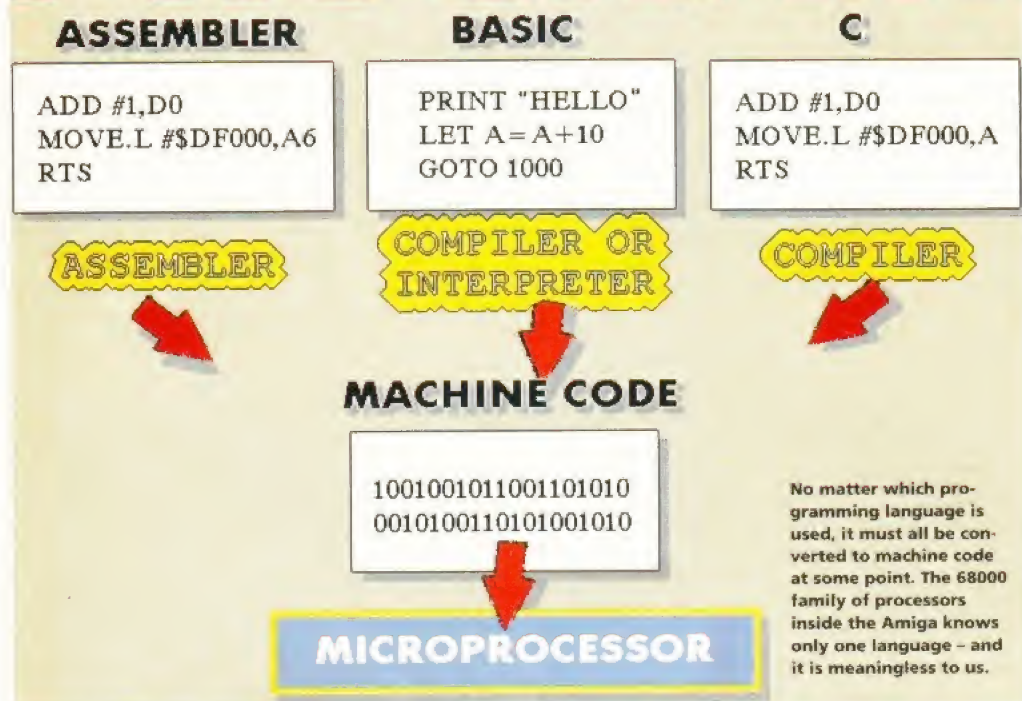 ASSEMBLER
ADD #1,D0
MOVE.L #$DF000,A6
RTS
ASSEMBLER
BASIC
PRINT "HELLO"
LET A=A+10
GOTO 1000
COMPILER OR
INTERPRETER
C
ADD #1,D0
MOVE.L #$DF000,A
RTS
COMPILER
MACHINE CODE
1001001011001101010
0010100110101001010
MICROPROCESSOR
No matter which pro-
gramming language is
used, it must all be con-
verted to machine code
at some point. The 68000
family of processors
inside the Amiga knows
only one language – and
it is meaningless to us.